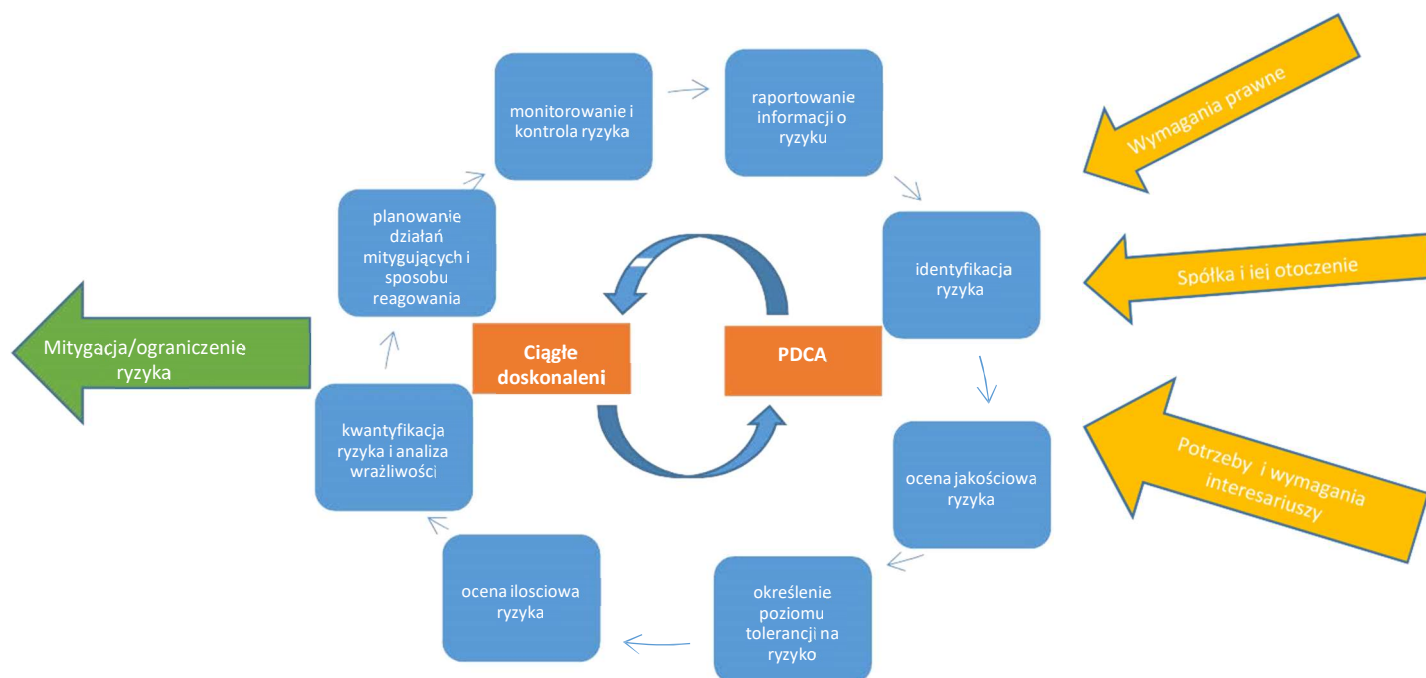 monitorowanie i
kontrola ryzyka
raportowanie
informacji o
ryzyku
Wymagania prawne
planowanie
działań
mitygujących i
sposobu
reagowania
identyfikacja
ryzyka
Spółka i iej otoczenie
Mitygacja/ograniczenie
ryzyka
Ciągłe
doskonaleni
PDCA
kwantyfikacja
ryzyka i analiza
wrażliwości
ocena jakościowa
ryzyka
Potrzeby i wymagania
interesariuszy
ocena ilosciowa
ryzyka
określenie
poziomu
tolerancji na
ryzyko